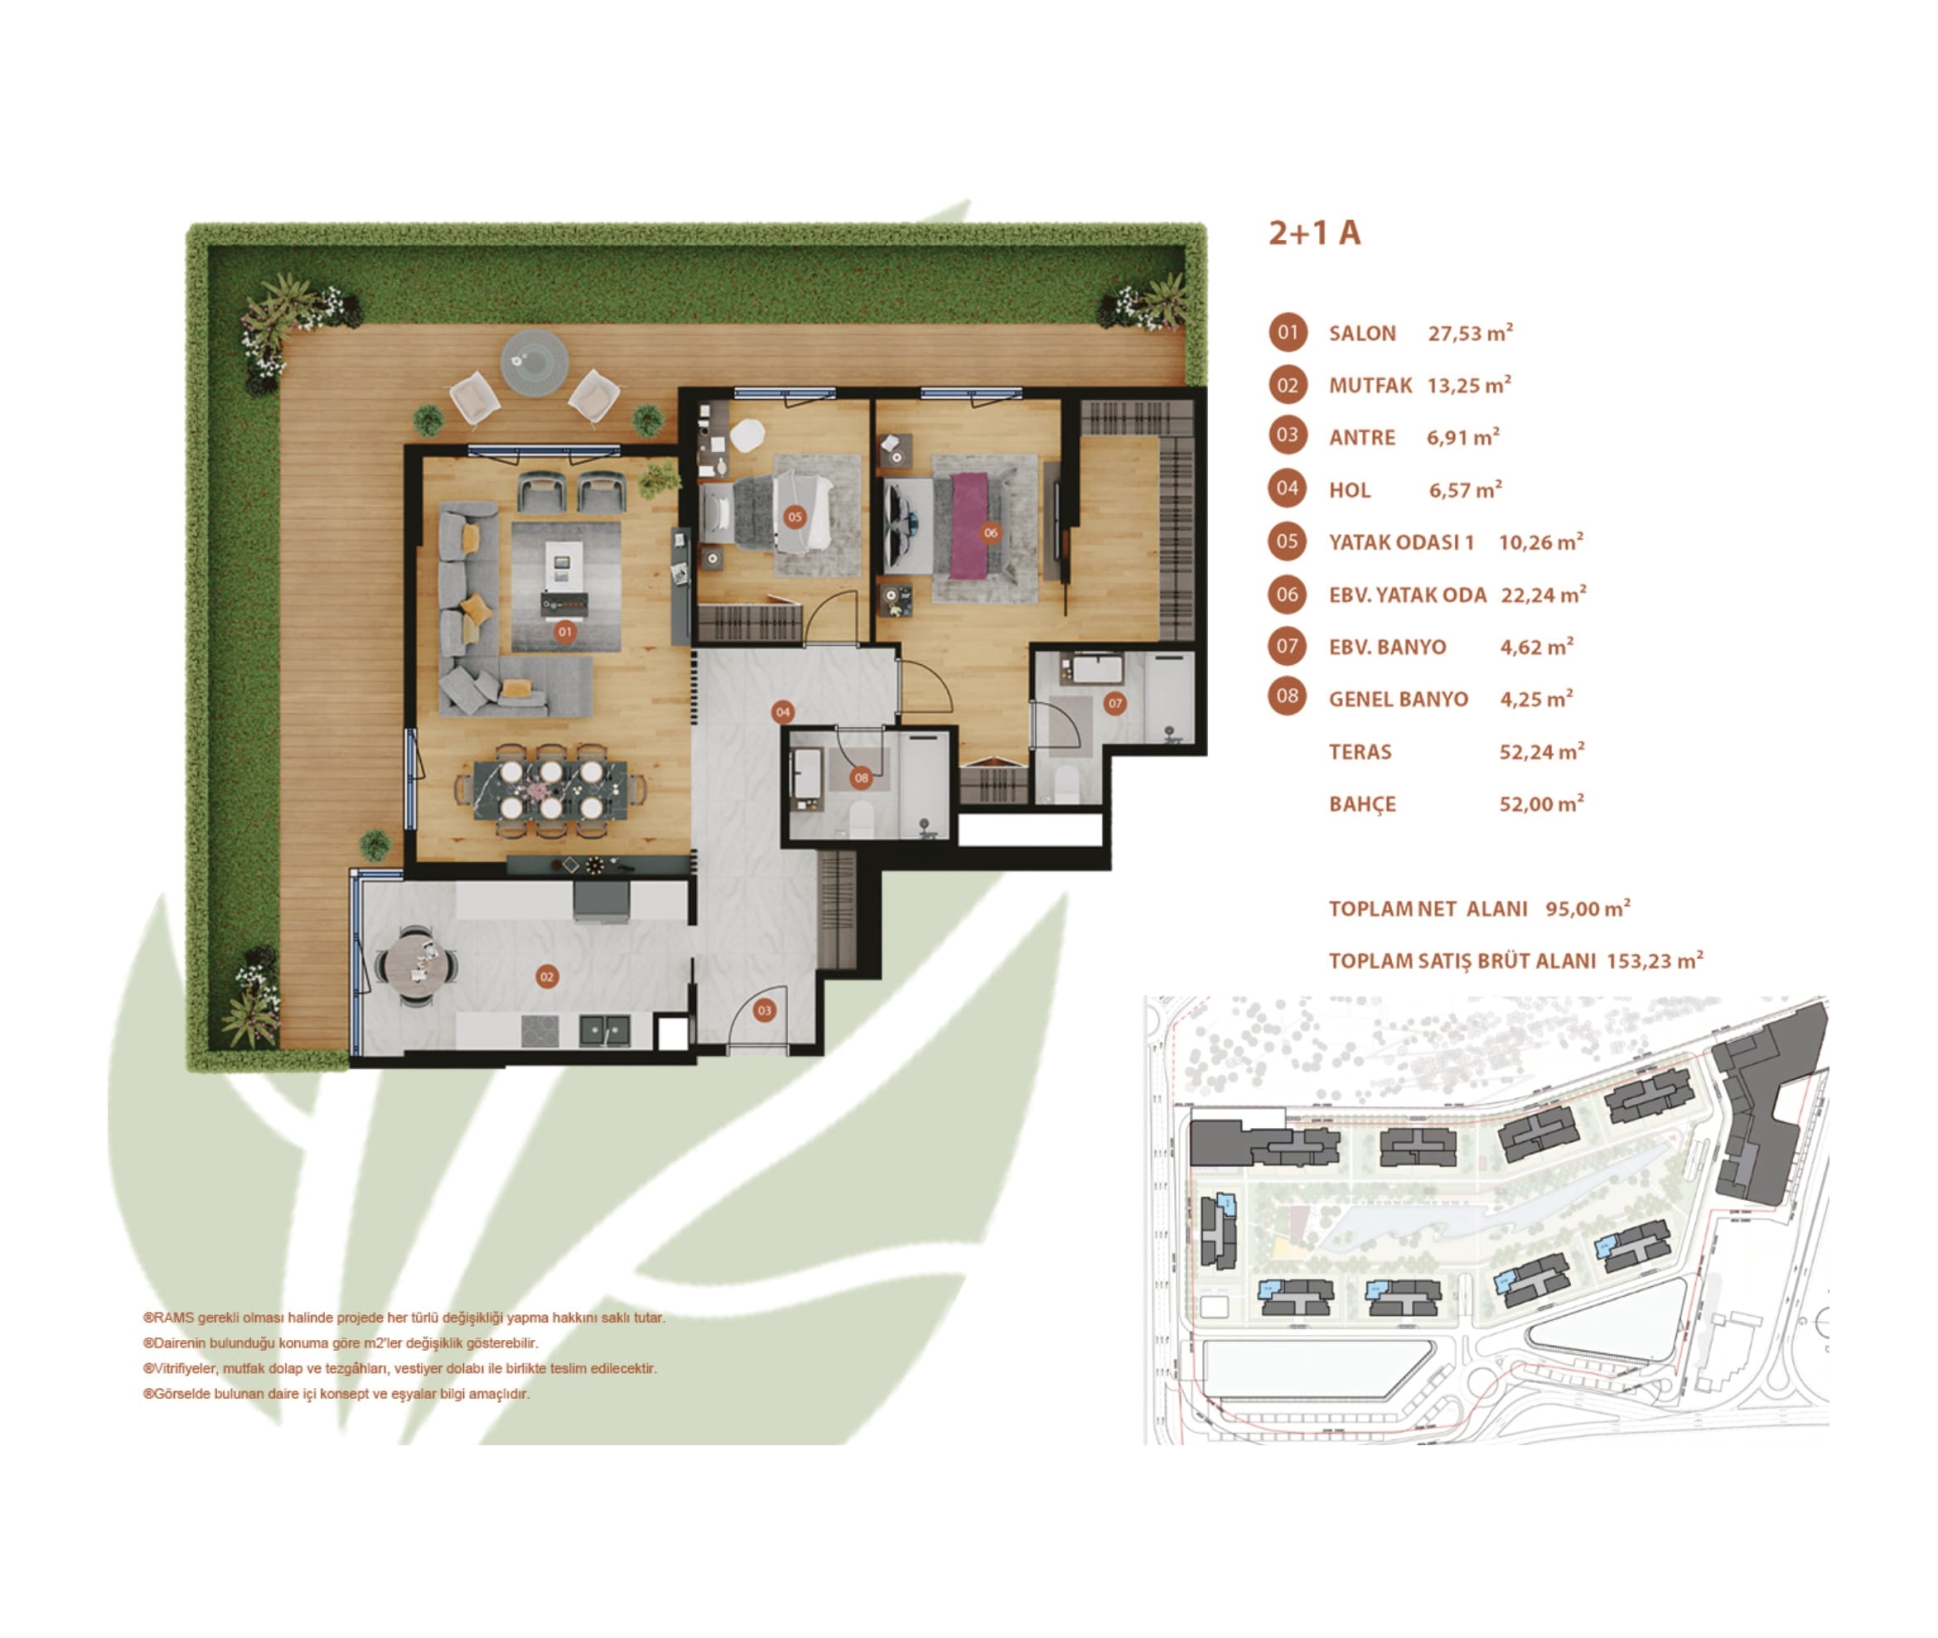 2+1 A
01 SALON 27,53 m²
02 MUTFAK 13,25 m²
03 ANTRE 6,91 m²
04 HOL 6,57 m²
05 YATAK ODASI 1 10,26 m²
06 EBV. YATAK ODA 22,24 m²
07 EBV. BANYO 4,62 m²
08 GENEL BANYO 4,25 m²
TERAS 52,24 m²
BAHÇE 52,00 m²
TOPLAM NET ALANI 95,00 m²
TOPLAM SATIŞ BRÜT ALANI 153,23 m²
05
06
01
04
07
08
02
03
®RAMS gerekli olması halinde projede her türlü değişikliği yapma hakkını saklı tutar.
®Dairenin bulunduğu konuma göre m2'ler değişiklik gösterebilir.
®Vitrifiyeler, mutfak dolap ve tezgâhları, vestiyer dolabı ile birlikte teslim edilecektir.
®Görselde bulunan daire içi konsept ve eşyalar bilgi amaçlıdır.